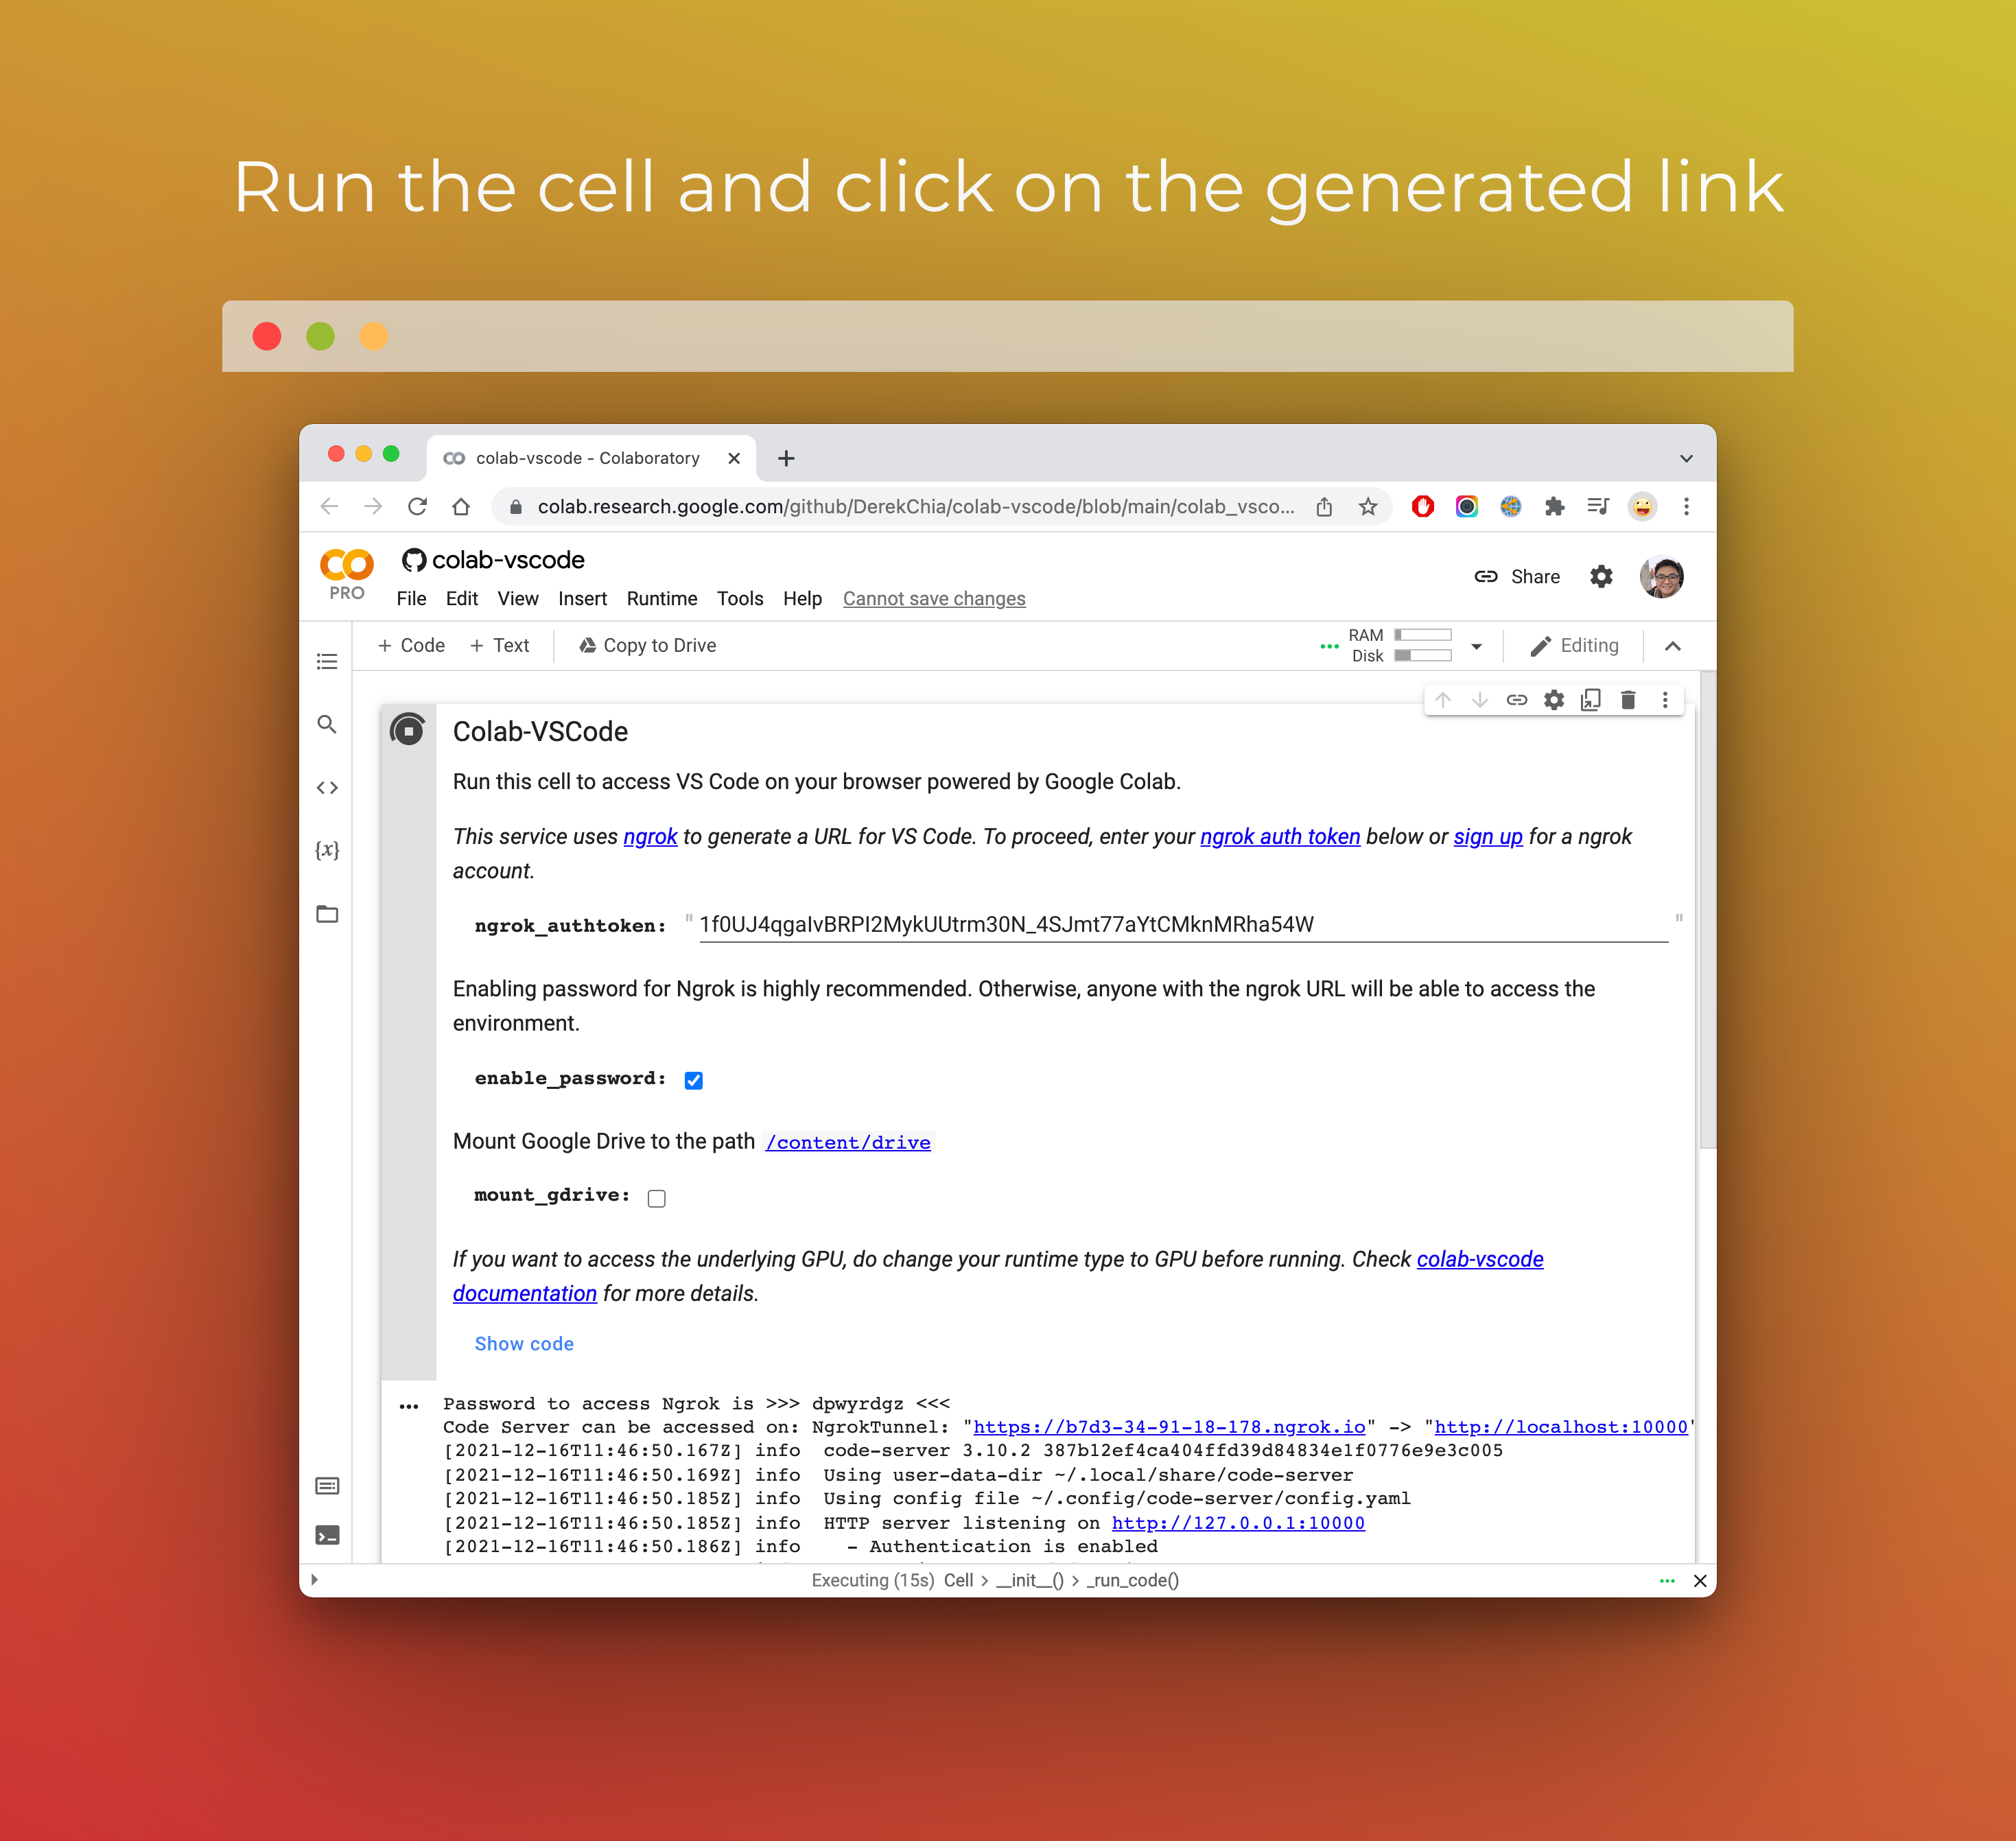 Run the cell and click on the generated link
colab-vscode - Colaboratory
colab.research.google.com/github/DerekChia/colab-vscode/blob/main/colab_vsco...
PRO
colab-vscode
File Edit View Insert Runtime Tools Help Cannot save changes
Share
+ Code + Text Copy to Drive
RAM
Disk
Editing
Colab-VSCode
Run this cell to access VS Code on your browser powered by Google Colab.
This service uses ngrok to generate a URL for VS Code. To proceed, enter your ngrok auth token below or sign up for a ngrok
account.
ngrok_authtoken: "1f0UJ4qgaIvBRPI2MykUUtrm30N_4SJmt77aYtCMknMRha54W"
Enabling password for Ngrok is highly recommended. Otherwise, anyone with the ngrok URL will be able to access the
environment.
enable_password:
Mount Google Drive to the path /content/drive
mount_gdrive:
If you want to access the underlying GPU, do change your runtime type to GPU before running. Check colab-vscode
documentation for more details.
Show code
Password to access Ngrok is >>> dpwyrdgz <<<
Code Server can be accessed on: NgrokTunnel: "https://b7d3-34-91-18-178.ngrok.io" -> "http://localhost:10000"
[2021-12-16T11:46:50.167Z] info code-server 3.10.2 387b12ef4ca404ffd39d84834e1f0776e9e3c005
[2021-12-16T11:46:50.169Z] info Using user-data-dir ~/.local/share/code-server
[2021-12-16T11:46:50.185Z] info Using config file ~/.config/code-server/config.yaml
[2021-12-16T11:46:50.185Z] info HTTP server listening on http://127.0.0.1:10000
[2021-12-16T11:46:50.186Z] info - Authentication is enabled
Executing (15s) Cell > __init__() > _run_code()